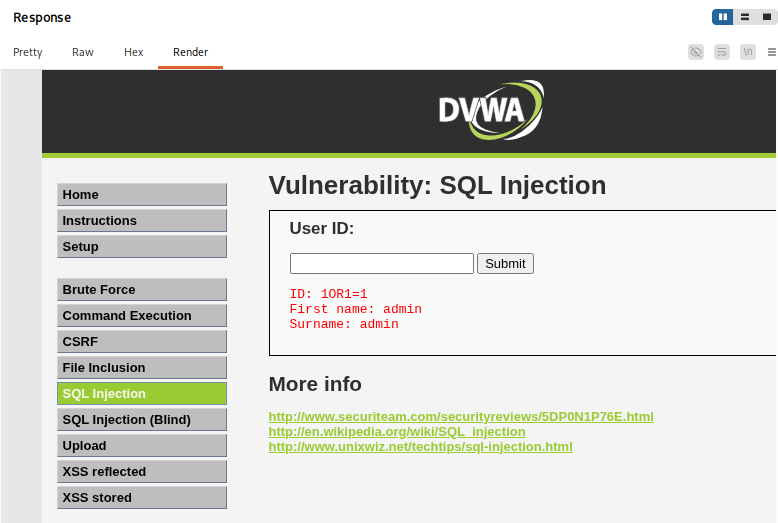 Response
Pretty
Raw
Hex
Render
\n
DVWA
Home
Instructions
Setup
Brute Force
Command Execution
CSRF
File Inclusion
SQL Injection
SQL Injection (Blind)
Upload
XSS reflected
XSS stored
Vulnerability: SQL Injection
User ID:
Submit
ID: 1OR1=1
First name: admin
Surname: admin
More info
http://www.securiteam.com/securityreviews/5DP0N1P76E.html
http://en.wikipedia.org/wiki/SQL_injection
http://www.unixwiz.net/techtips/sql-injection.html